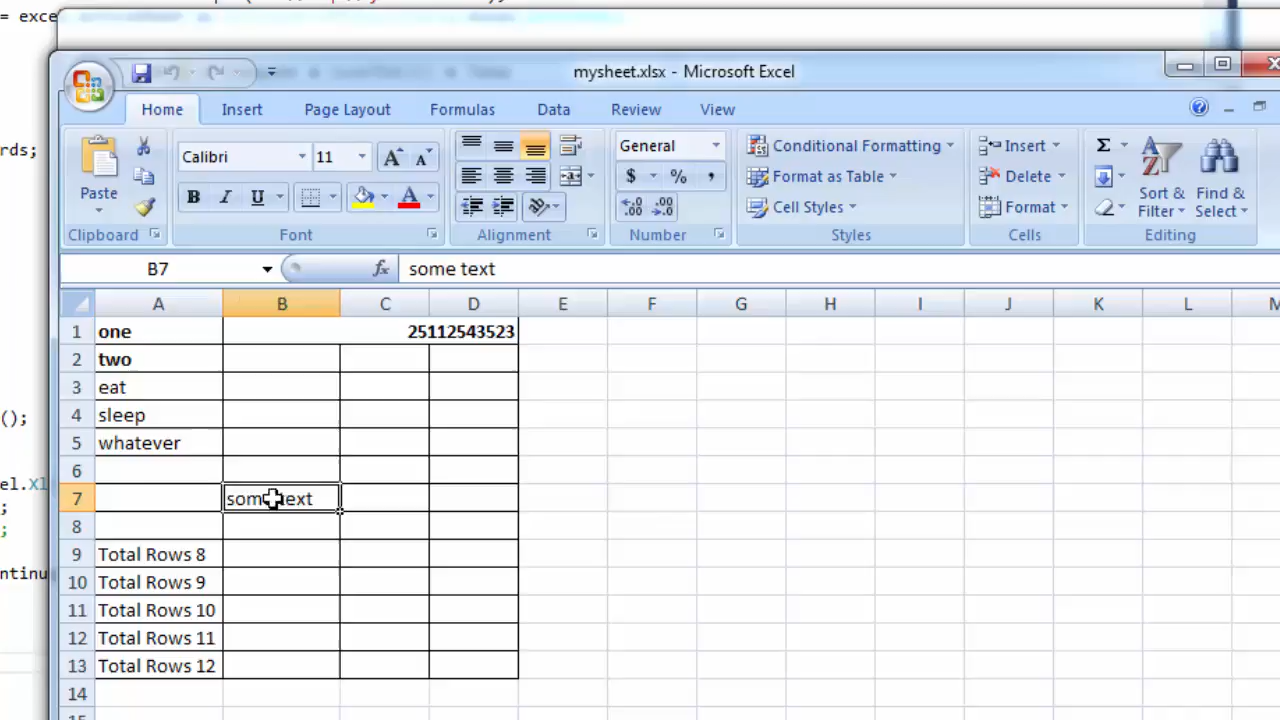 = exce
mysheet.xlsx - Microsoft Excel
Home Insert Page Layout Formulas Data Review View
rds;
Calibri 11 General Conditional Formatting Insert Σ
Paste B I U A $ % , Format as Table Delete Sort & Filter Find & Select
Cell Styles Format
Clipboard Font Alignment Number Styles Cells Editing
B7 fx some text
A B C D E F G H I J K L M
1 one 25112543523
2 two
3 eat
4 sleep
();
5 whatever
6
el.Xl
7 some text
;
8
;
9 Total Rows 8
ontinu
10 Total Rows 9
11 Total Rows 10
12 Total Rows 11
13 Total Rows 12
14